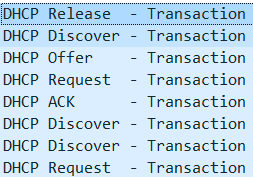 DHCP Release  - Transaction
DHCP Discover - Transaction
DHCP Offer    - Transaction
DHCP Request  - Transaction
DHCP ACK      - Transaction
DHCP Discover - Transaction
DHCP Discover - Transaction
DHCP Request  - Transaction